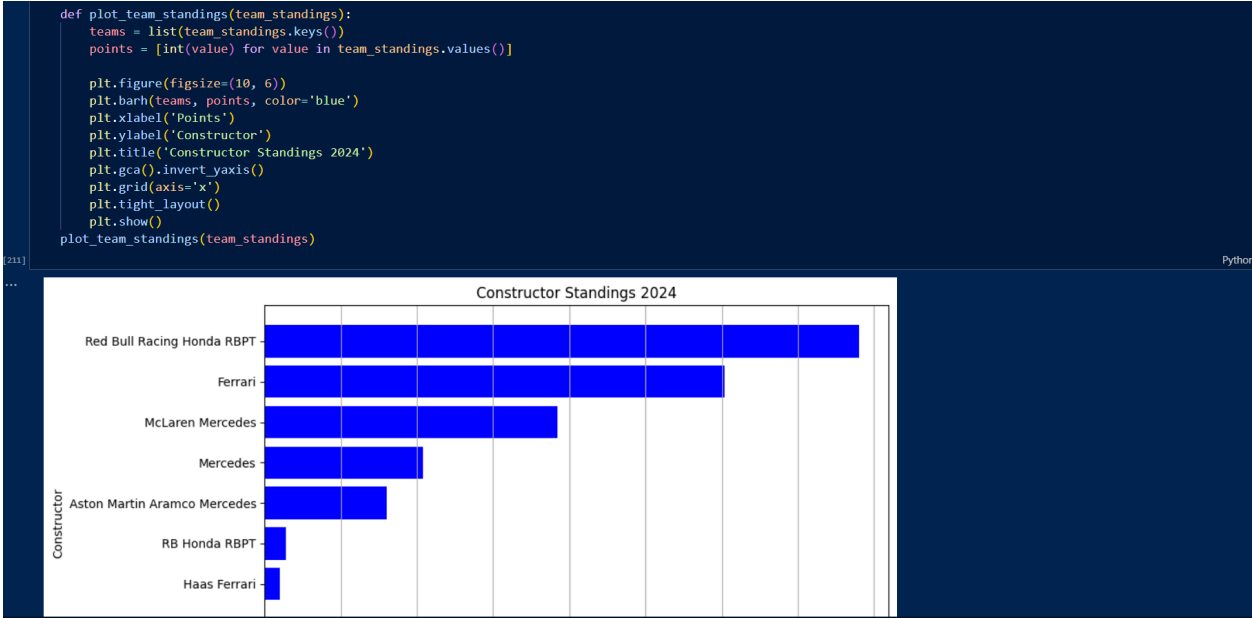 def plot_team_standings(team_standings):
    teams = list(team_standings.keys())
    points = [int(value) for value in team_standings.values()]

    plt.figure(figsize=(10, 6))
    plt.barh(teams, points, color='blue')
    plt.xlabel('Points')
    plt.ylabel('Constructor')
    plt.title('Constructor Standings 2024')
    plt.gca().invert_yaxis()
    plt.grid(axis='x')
    plt.tight_layout()
    plt.show()
plot_team_standings(team_standings)
[211]
Python
...
Constructor Standings 2024
Red Bull Racing Honda RBPT
Ferrari
McLaren Mercedes
Mercedes
Aston Martin Aramco Mercedes
RB Honda RBPT
Haas Ferrari
Constructor